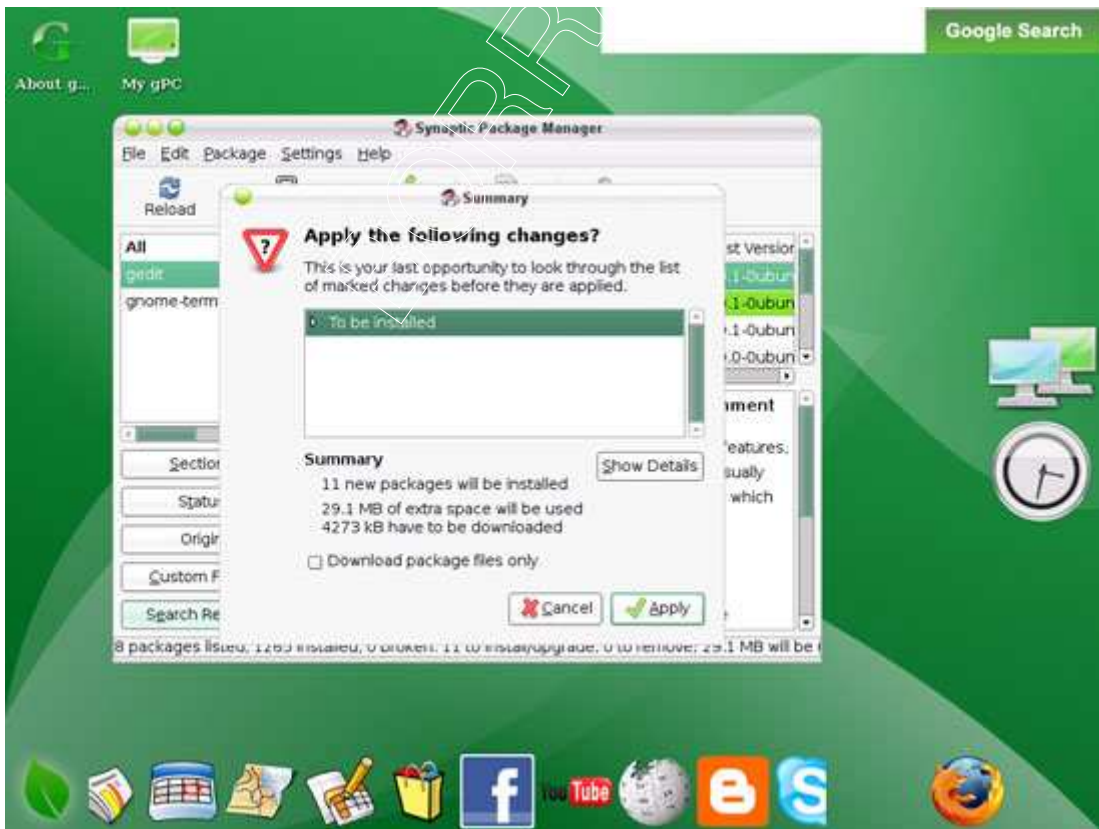 Google Search
About g...
My gPC
Synaptic Package Manager
File Edit Package Settings Help
Reload
Summary
Apply the following changes?
This is your last opportunity to look through the list
of marked changes before they are applied.
To be installed
All
gedit
gnome-term
st Version
.1-0ubun
.1-0ubun
.1-0ubun
.0-0ubun
nment
features,
sually
which
Summary
Show Details
11 new packages will be installed
29.1 MB of extra space will be used
4273 kB have to be downloaded
Download package files only
Cancel
Apply
Section
Statu
Origin
Custom F
Search Re
8 packages listed, 1265 installed, 0 broken. 11 to install/upgrade, 0 to remove; 29.1 MB will be
f
You Tube
B
S